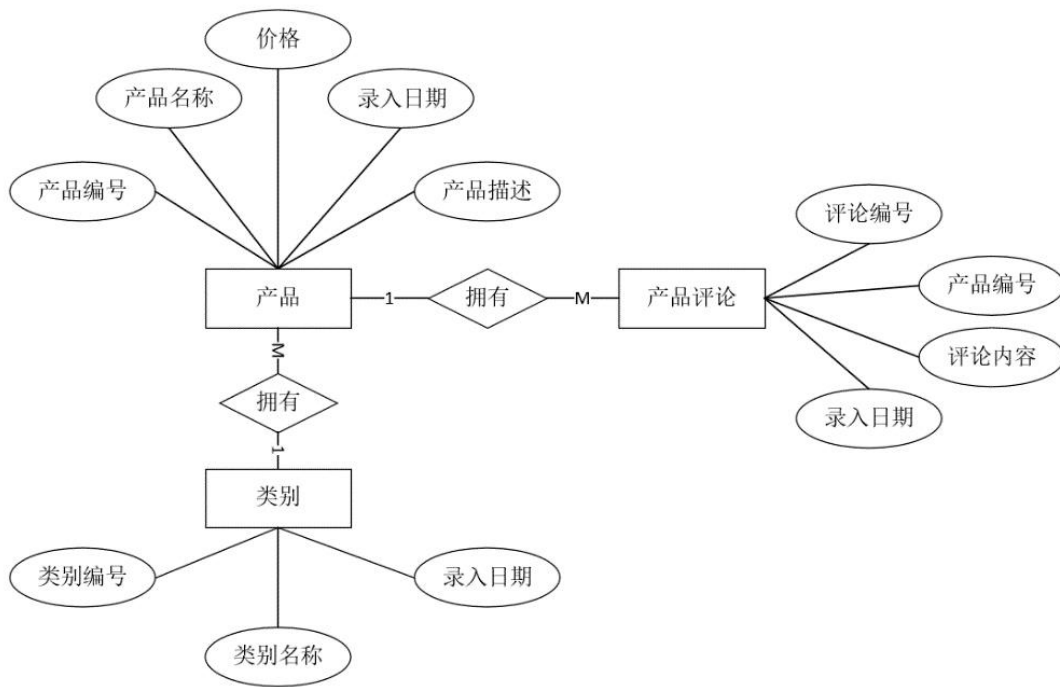 价格
产品名称
录入日期
产品编号
产品描述
评论编号
产品
1
拥有
M
产品评论
产品编号
M
评论内容
拥有
录入日期
1
类别
类别编号
录入日期
类别名称